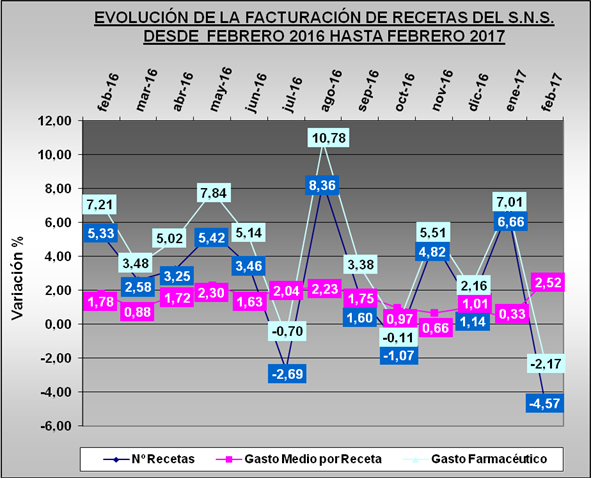 EVOLUCIÓN DE LA FACTURACIÓN DE RECETAS DEL S.N.S.
DESDE FEBRERO 2016 HASTA FEBRERO 2017
feb-16 mar-16 abr-16 may-16 jun-16 jul-16 ago-16 sep-16 oct-16 nov-16 dic-16 ene-17 feb-17
Variación %
12,00
10,00
8,00
6,00
4,00
2,00
0,00
-2,00
-4,00
-6,00
7,21 3,48 5,02 7,84 5,14 -0,70 10,78 3,38 -0,11 5,51 2,16 7,01 -2,17
5,33 2,58 3,25 5,42 3,46 -2,69 8,36 1,60 -1,07 4,82 1,14 6,66 -4,57
1,78 0,88 1,72 2,30 1,63 2,04 2,23 1,75 0,97 0,66 1,01 0,33 2,52
Nº Recetas Gasto Medio por Receta Gasto Farmacéutico